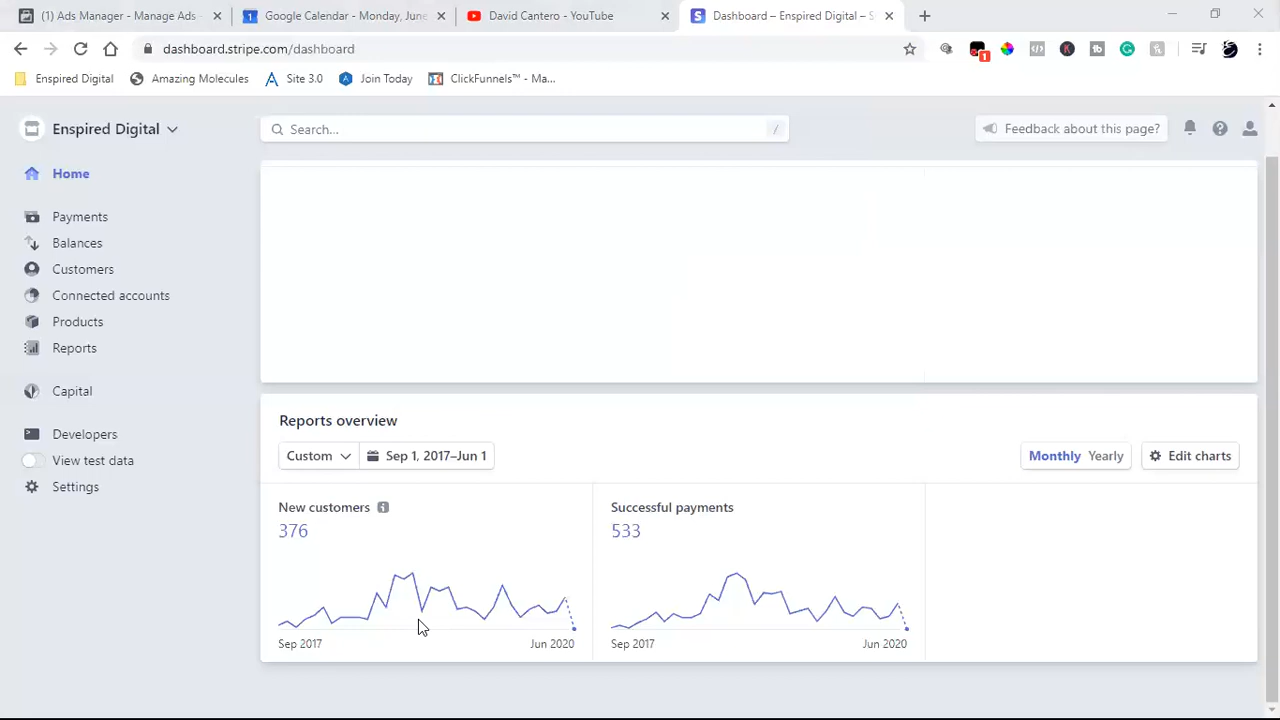 (1) Ads Manager - Manage Ads -
Google Calendar - Monday, June
David Cantero - YouTube
Dashboard – Enspired Digital – S
dashboard.stripe.com/dashboard
1
Enspired Digital
Amazing Molecules
Site 3.0
Join Today
ClickFunnels™ - Ma...
Enspired Digital
Search...
/
Feedback about this page?
Home
Payments
Balances
Customers
Connected accounts
Products
Reports
Capital
Developers
View test data
Settings
Reports overview
Custom
Sep 1, 2017–Jun 1
Monthly Yearly
Edit charts
New customers
376
Sep 2017
Jun 2020
Successful payments
533
Sep 2017
Jun 2020